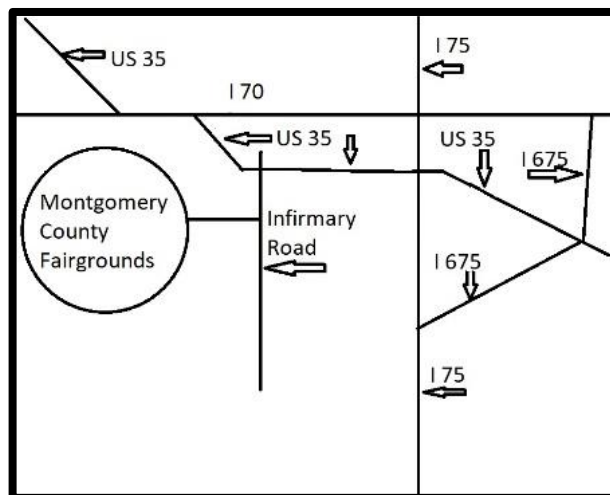 US 35
I 75
I 70
US 35
US 35
I 675
Montgomery
County
Fairgrounds
Infirmary
Road
I 675
I 75